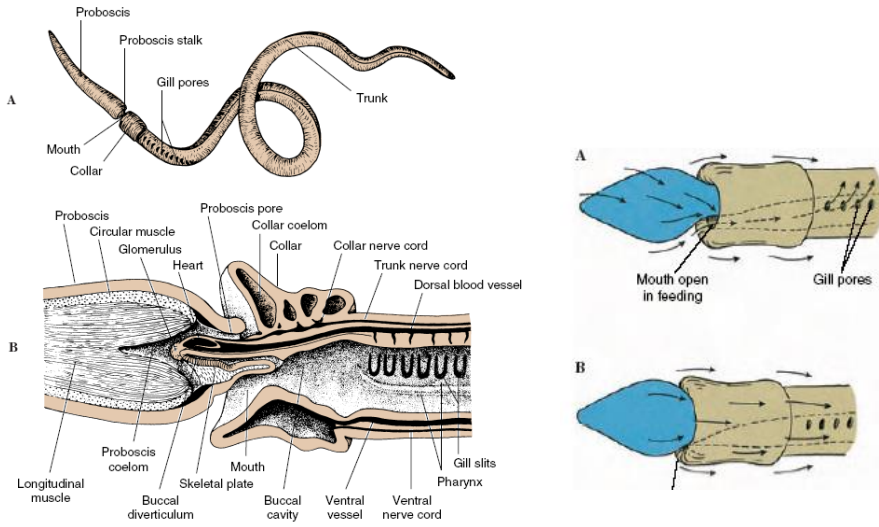 Proboscis
Proboscis stalk
Gill pores
Trunk
A
Mouth
Collar
Proboscis
Circular muscle
Glomerulus
Heart
Proboscis pore
Collar coelom
Collar
Collar nerve cord
Trunk nerve cord
Dorsal blood vessel
B
Longitudinal
muscle
Proboscis
coelom
Buccal
diverticulum
Skeletal plate
Mouth
Buccal
cavity
Ventral
vessel
Ventral
nerve cord
Pharynx
Gill slits
A
Mouth open
in feeding
Gill pores
B